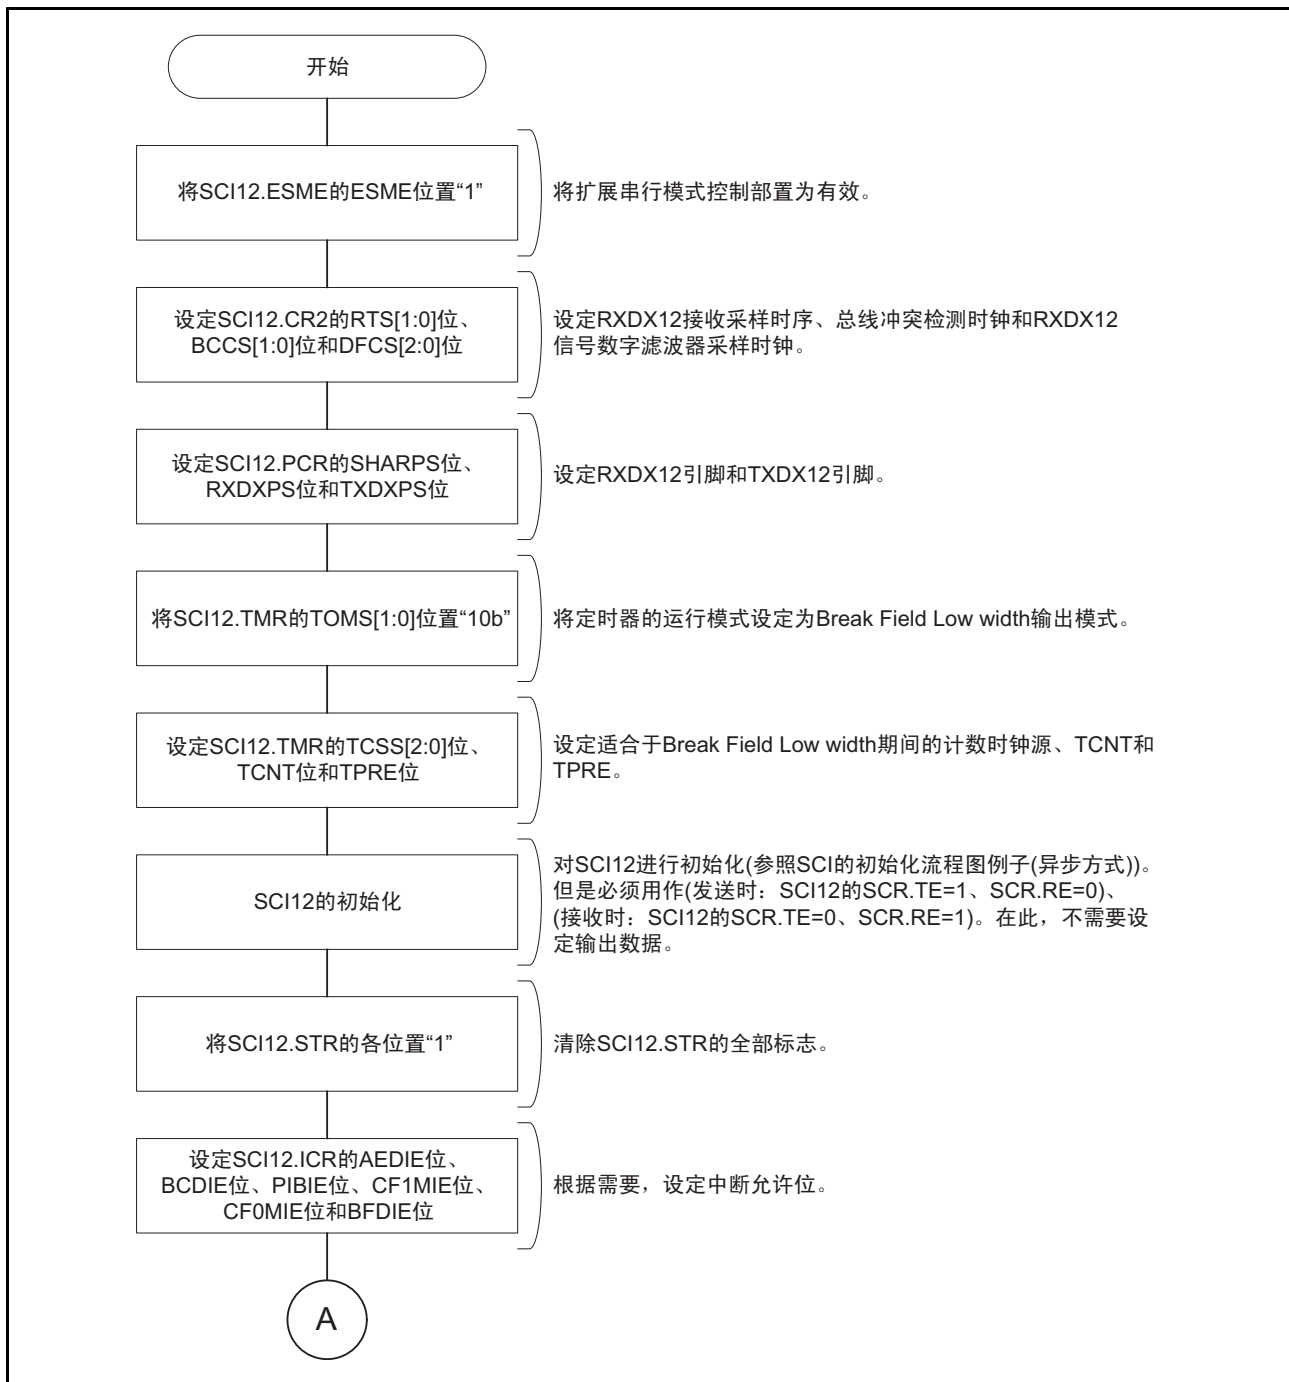 开始
将SCI12.ESME的ESME位置“1”
将扩展串行模式控制部置为有效。
设定SCI12.CR2的RTS[1:0]位、
BCCS[1:0]位和DFCS[2:0]位
设定RXDX12接收采样时序、总线冲突检测时钟和RXDX12
信号数字滤波器采样时钟。
设定SCI12.PCR的SHARPS位、
RXDXPS位和TXDXPS位
设定RXDX12引脚和TXDX12引脚。
将SCI12.TMR的TOMS[1:0]位置“10b”
将定时器的运行模式设定为Break Field Low width输出模式。
设定SCI12.TMR的TCSS[2:0]位、
TCNT位和TPRE位
设定适合于Break Field Low width期间的计数时钟源、TCNT和
TPRE。
SCI12的初始化
对SCI12进行初始化(参照SCI的初始化流程图例子(异步方式))。
但是必须用作(发送时：SCI12的SCR.TE=1、SCR.RE=0)、
(接收时：SCI12的SCR.TE=0、SCR.RE=1)。在此，不需要设
定输出数据。
将SCI12.STR的各位置“1”
清除SCI12.STR的全部标志。
设定SCI12.ICR的AEDIE位、
BCDIE位、PIBIE位、CF1MIE位、
CF0MIE位和BFDIE位
根据需要，设定中断允许位。
A